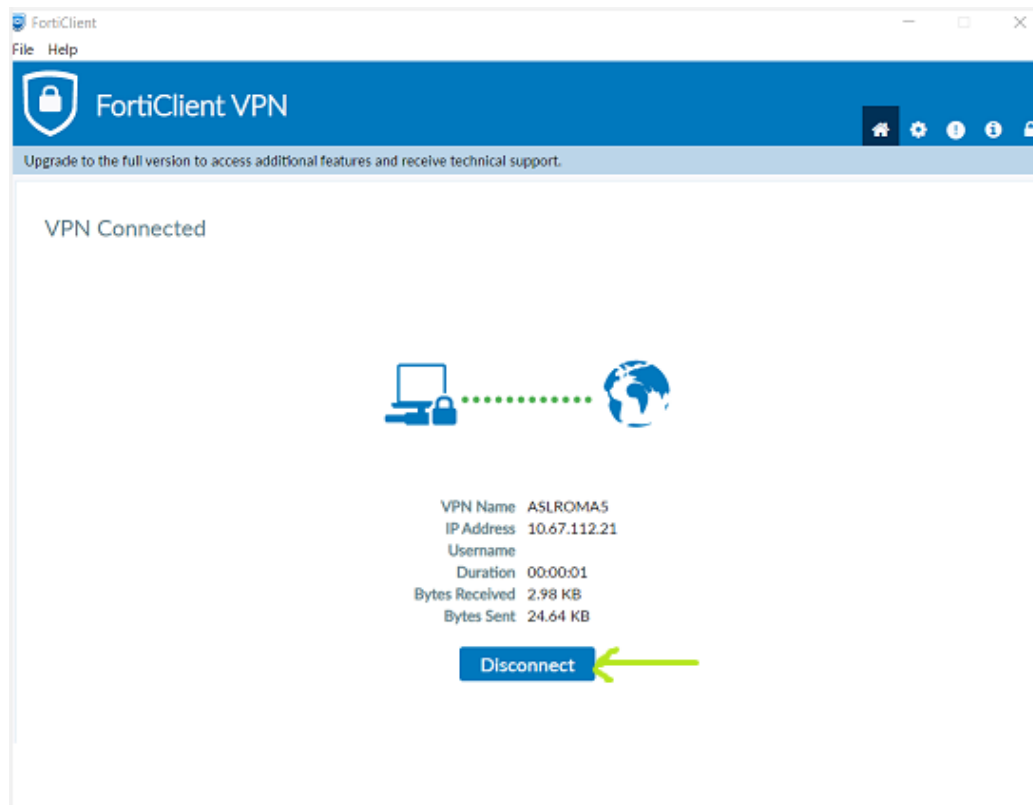 FortiClient
File Help
FortiClient VPN
Upgrade to the full version to access additional features and receive technical support.
VPN Connected
VPN Name ASLROMA5
IP Address 10.67.112.21
Username
Duration 00:00:01
Bytes Received 2.98 KB
Bytes Sent 24.64 KB
Disconnect